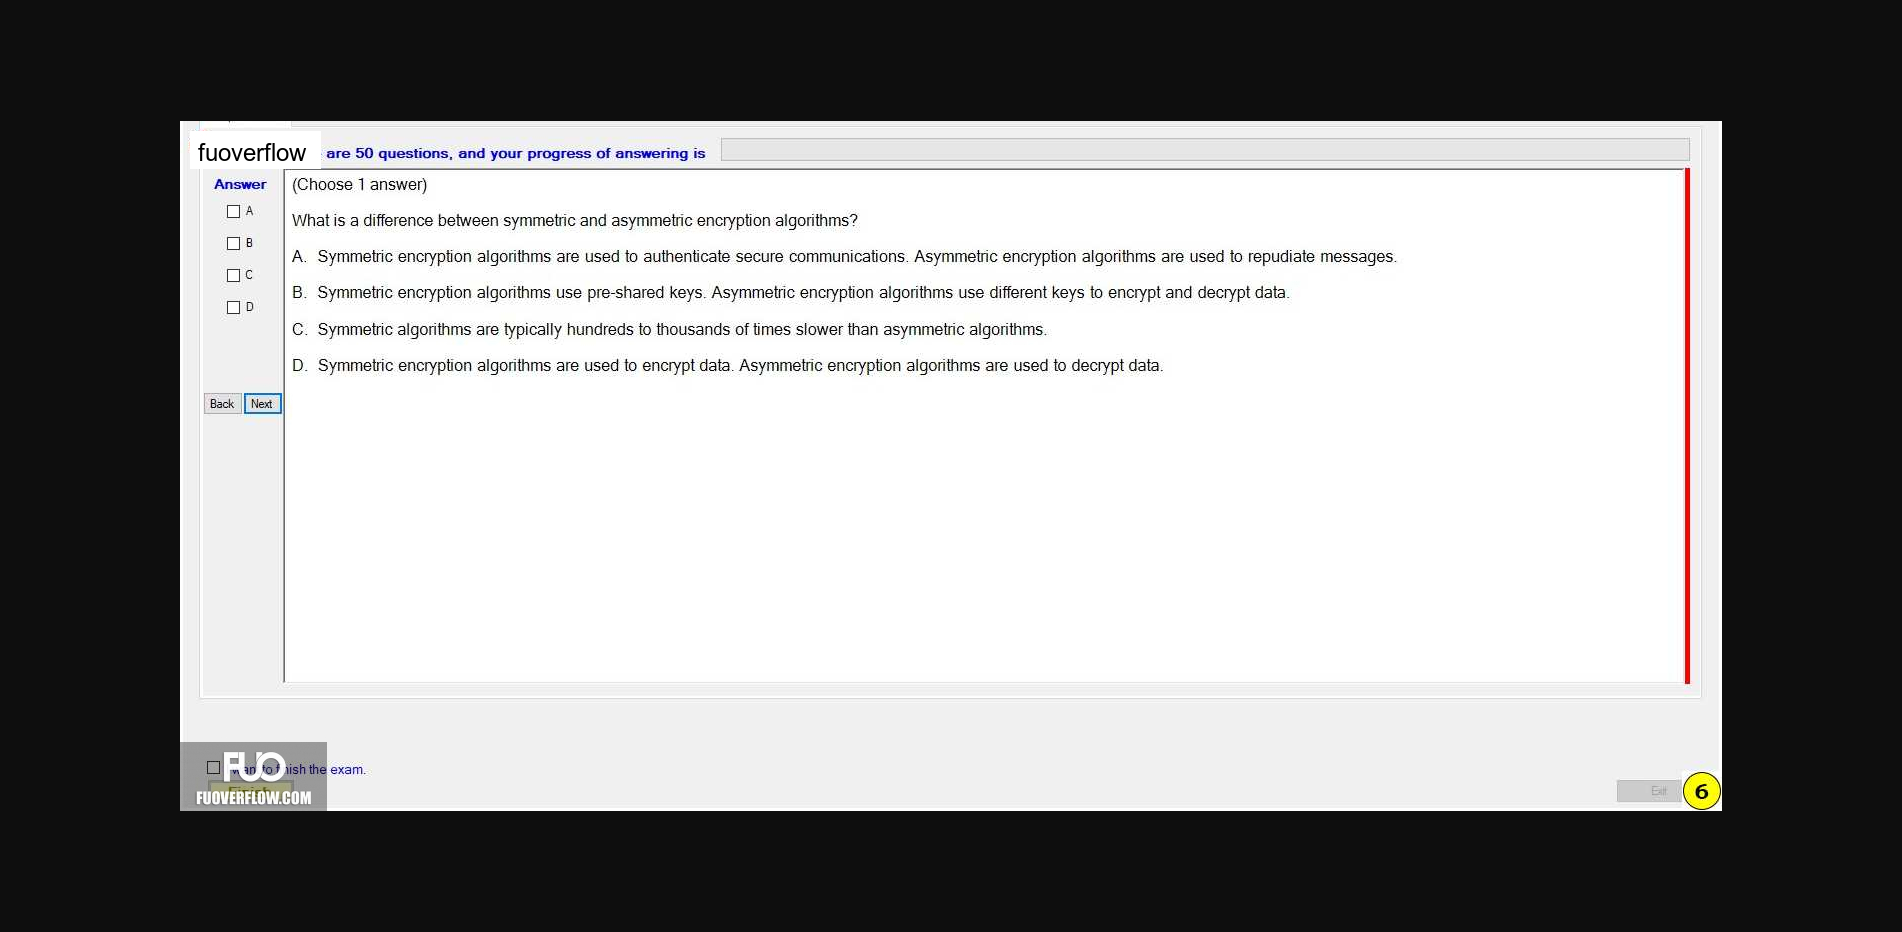 fuoverflow are 50 questions, and your progress of answering is
Answer
A
B
C
D
Back Next
(Choose 1 answer)
What is a difference between symmetric and asymmetric encryption algorithms?
A. Symmetric encryption algorithms are used to authenticate secure communications. Asymmetric encryption algorithms are used to repudiate messages.
B. Symmetric encryption algorithms use pre-shared keys. Asymmetric encryption algorithms use different keys to encrypt and decrypt data.
C. Symmetric algorithms are typically hundreds to thousands of times slower than asymmetric algorithms.
D. Symmetric encryption algorithms are used to encrypt data. Asymmetric encryption algorithms are used to decrypt data.
FUO
want to finish the exam.
Finish
FUOVERFLOW.COM
Exit
6